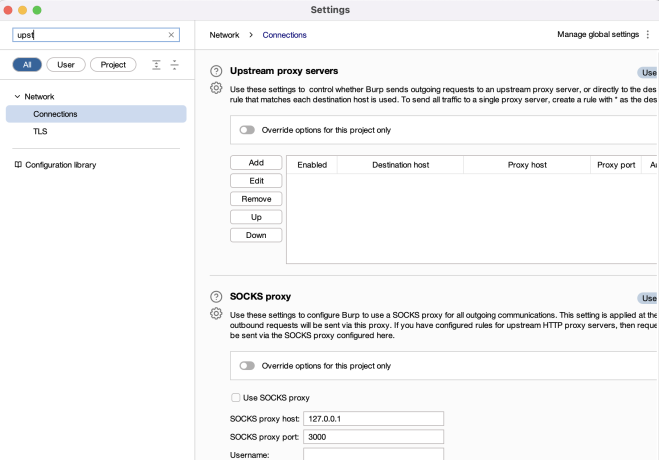 Settings
upst
All User Project
Network
Connections
TLS
Configuration library
Network > Connections Manage global settings
Upstream proxy servers Use
Use these settings to control whether Burp sends outgoing requests to an upstream proxy server, or directly to the des
rule that matches each destination host is used. To send all traffic to a single proxy server, create a rule with * as the des
Override options for this project only
Add
Edit
Remove
Up
Down
Enabled Destination host Proxy host Proxy port Au
SOCKS proxy Use
Use these settings to configure Burp to use a SOCKS proxy for all outgoing communications. This setting is applied at the
outbound requests will be sent via this proxy. If you have configured rules for upstream HTTP proxy servers, then reque
be sent via the SOCKS proxy configured here.
Override options for this project only
Use SOCKS proxy
SOCKS proxy host: 127.0.0.1
SOCKS proxy port: 3000
Username: